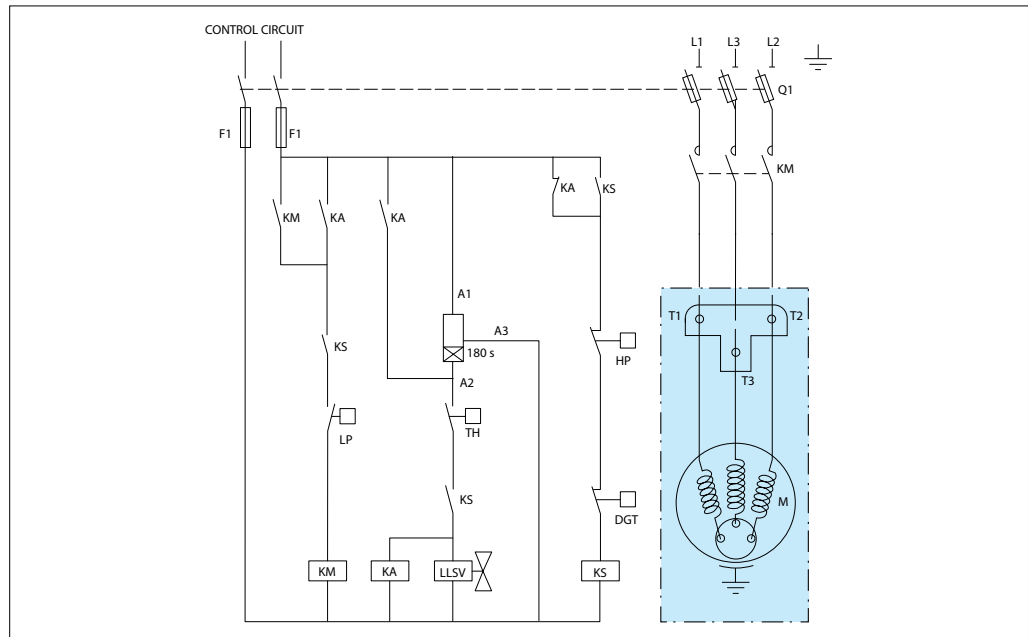 CONTROL CIRCUIT
L1 L3 L2
Q1
F1 F1
KM
KA KS
KM KA KA
A1
T1 T2
A3
180 s
KS
HP
A2
T3
LP TH
KS
M
DGT
KM KA LLSV KS